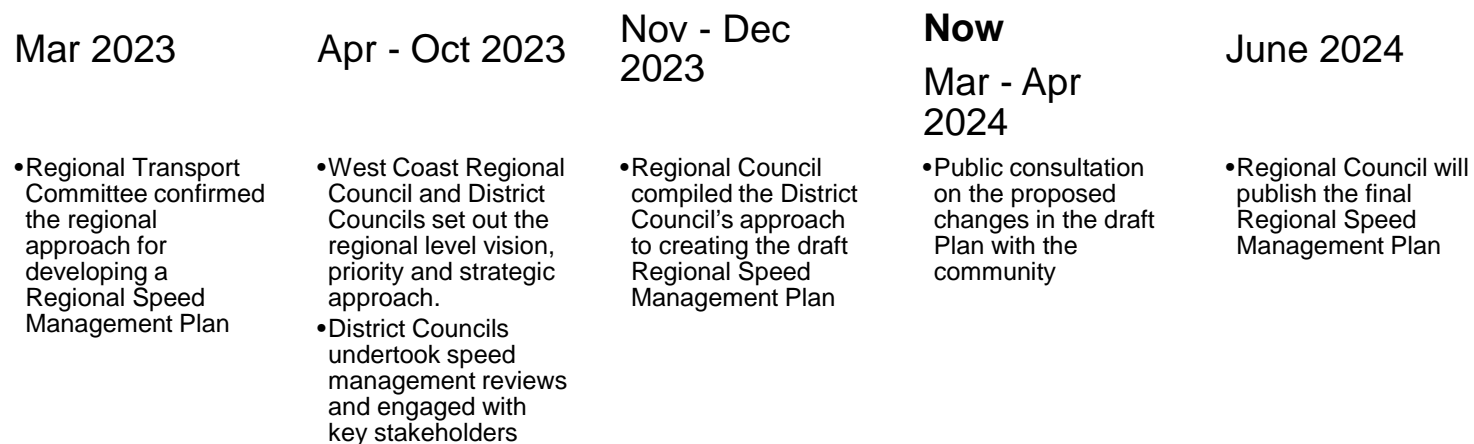 Mar 2023
•Regional Transport
Committee confirmed
the regional
approach for
developing a
Regional Speed
Management Plan
Apr - Oct 2023
•West Coast Regional
Council and District
Councils set out the
regional level vision,
priority and strategic
approach.
•District Councils
undertook speed
management reviews
and engaged with
key stakeholders
Nov - Dec
2023
•Regional Council
compiled the District
Council’s approach
to creating the draft
Regional Speed
Management Plan
Now
Mar - Apr
2024
•Public consultation
on the proposed
changes in the draft
Plan with the
community
June 2024
•Regional Council will
publish the final
Regional Speed
Management Plan